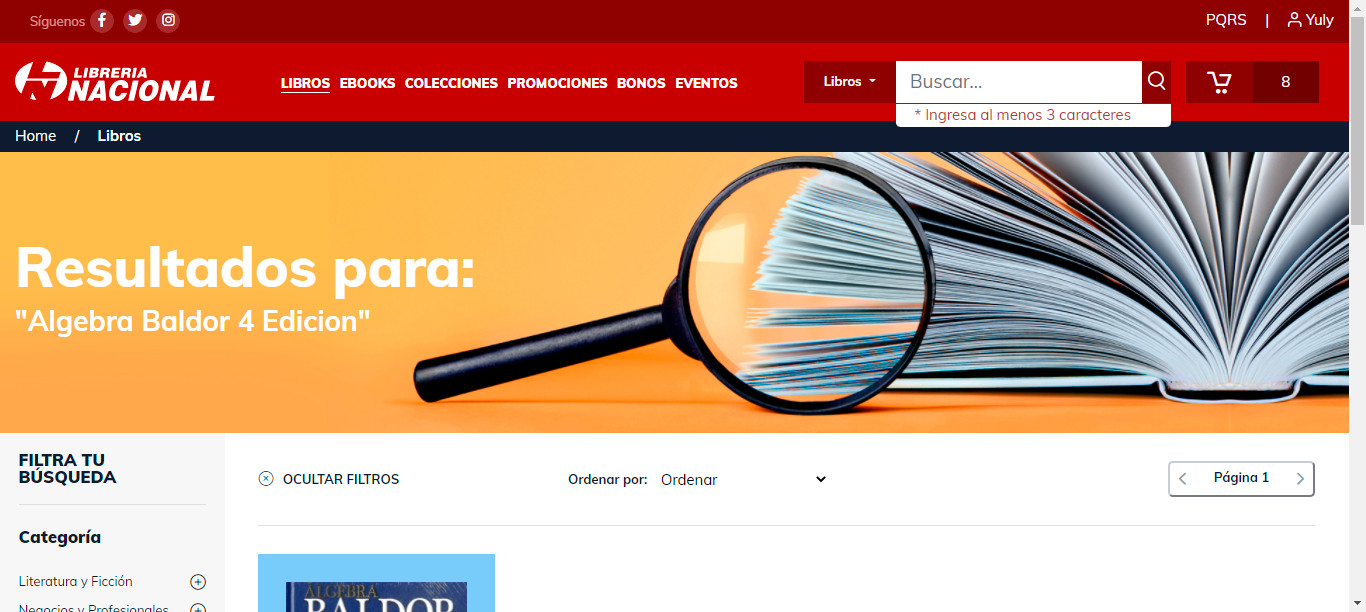 Síguenos
PQRS | Yuly
LIBRERIA
NACIONAL
LIBROS EBOOKS COLECCIONES PROMOCIONES BONOS EVENTOS
Libros
Buscar...
8
* Ingresa al menos 3 caracteres
Home / Libros
Resultados para:
"Algebra Baldor 4 Edicion"
FILTRA TU
BÚSQUEDA
OCULTAR FILTROS
Ordenar por: Ordenar
Página 1
Categoría
Literatura y Ficción
Negocios y Profesionales
ÁLGEBRA
BALDOR